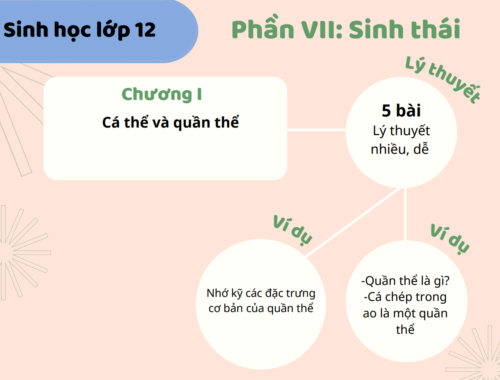 Sinh học lớp 12
Phần VII: Sinh thái
Chương I
Cá thể và quần thể
Lý thuyết
5 bài
Lý thuyết
nhiều, dễ
Ví dụ
Nhớ kỹ các đặc trưng
cơ bản của quần thể
Ví dụ
-Quần thể là gì?
-Cá chép trong
ao là một quần
thể